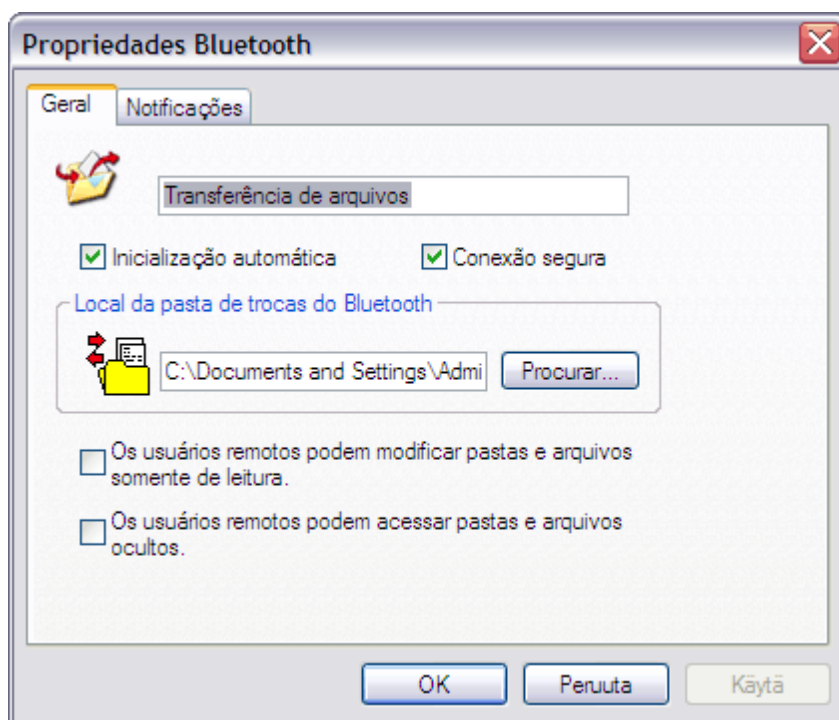 Propriedades Bluetooth
Geral
Notificações
Transferência de arquivos
Inicialização automática
Conexão segura
Local da pasta de trocas do Bluetooth
C:\Documents and Settings\Admi
Procurar...
Os usuários remotos podem modificar pastas e arquivos
somente de leitura.
Os usuários remotos podem acessar pastas e arquivos
ocultos.
OK
Peruuta
Käytä